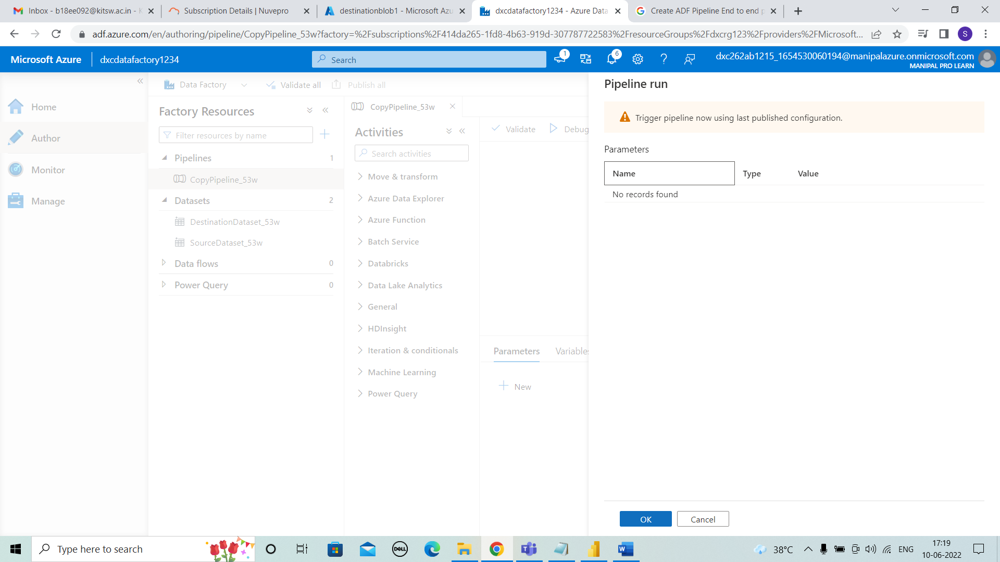 Inbox - b18ee092@kitsw.ac.in - K
Subscription Details | Nuvepro
destinationblob1 - Microsoft Azu
dxcdatafactory1234 - Azure Data
Create ADF Pipeline End to end p
adf.azure.com/en/authoring/pipeline/CopyPipeline_53w?factory=%2Fsubscriptions%2F414da265-1fd8-4b63-919d-307787722583%2FresourceGroups%2Fdxcrg123%2Fproviders%2FMicrosoft...
S
Microsoft Azure
dxcdatafactory1234
Search
1
6
dxc262ab1215_1654530060194@manipalazure.onmicrosoft.com
MANIPAL PRO LEARN
Home
Author
Monitor
Manage
Data Factory
Validate all
Publish all
Factory Resources
Filter resources by name
Pipelines 1
CopyPipeline_53w
Datasets 2
DestinationDataset_53w
SourceDataset_53w
Data flows 0
Power Query 0
CopyPipeline_53w
Activities
Search activities
Move & transform
Azure Data Explorer
Azure Function
Batch Service
Databricks
Data Lake Analytics
General
HDInsight
Iteration & conditionals
Machine Learning
Power Query
Validate
Debug
Parameters
Variables
New
Pipeline run
Trigger pipeline now using last published configuration.
Parameters
Name Type Value
No records found
OK
Cancel
Type here to search
DELL
38°C
ENG
17:19
10-06-2022